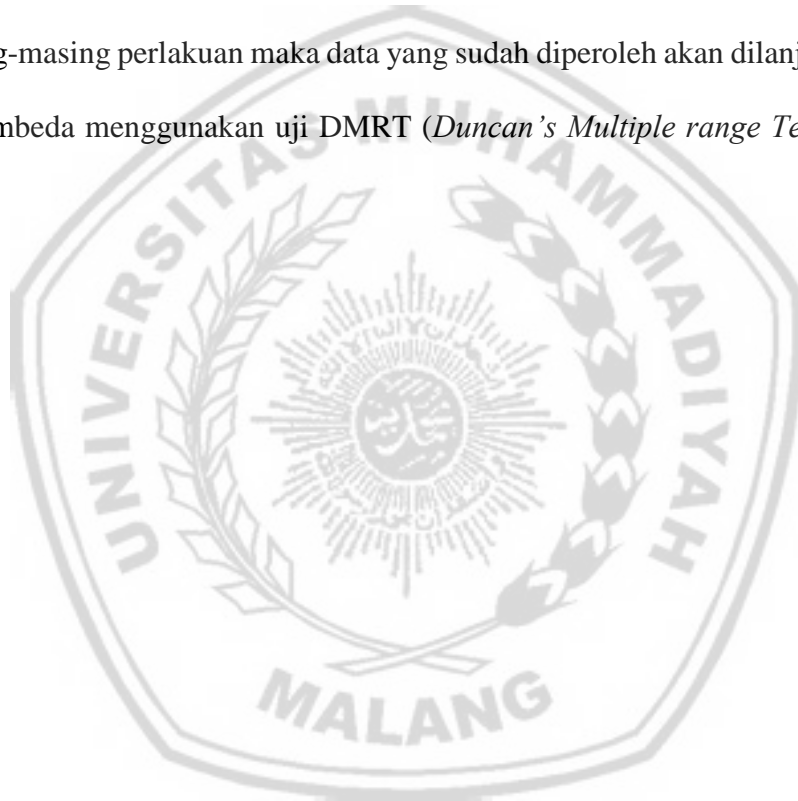 g-masing perlakuan maka data yang sudah diperoleh akan dilanj
mbeda menggunakan uji DMRT (Duncan's Multiple range Te
UNIVERSITAS MUHAMMADIYAH
MALANG